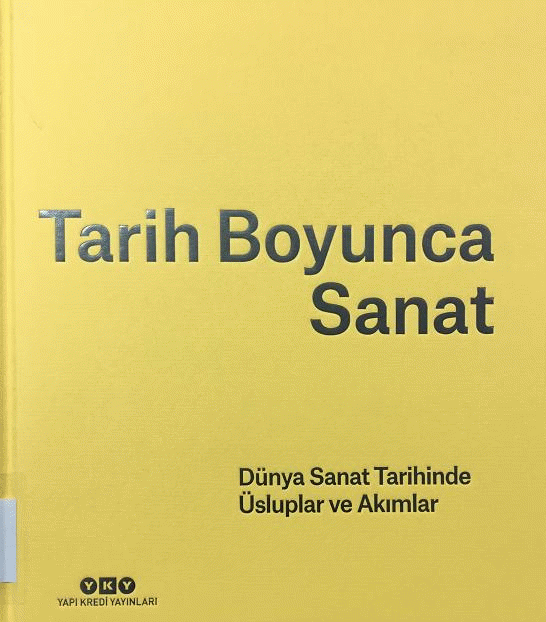 Tarih Boyunca
Sanat
Dünya Sanat Tarihinde
Üsluplar ve Akımlar
YKY
YAPI KREDİ YAYINLARI